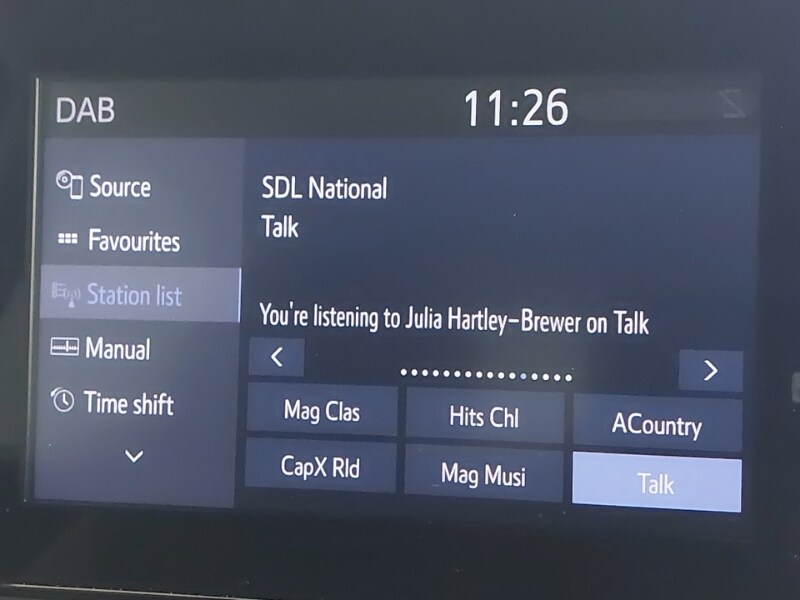 DAB 11:26
Source
Favourites
Station list
Manual
Time shift
SDL National
Talk
You're listening to Julia Hartley-Brewer on Talk
Mag Clas Hits Chl ACountry
CapX Rld Mag Musi Talk